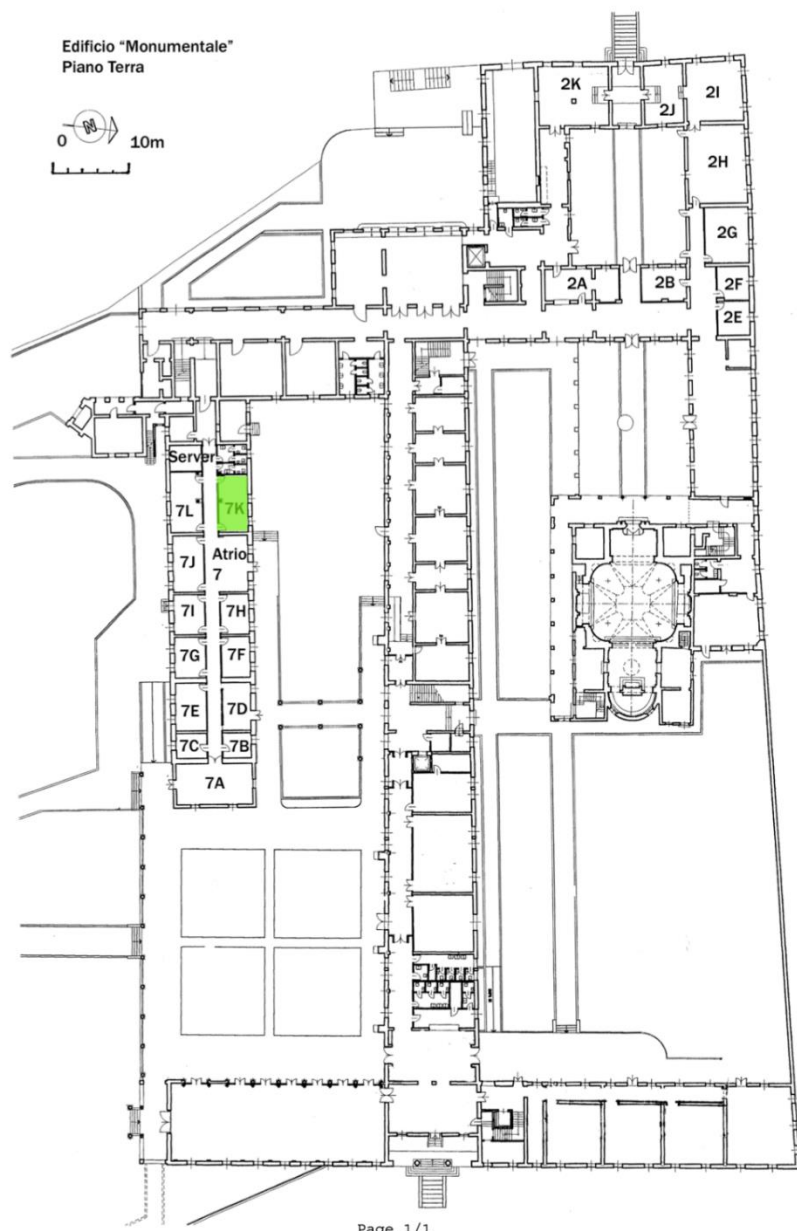 Edificio “Monumentale”
Piano Terra
N
0 10m
2K
2J
2I
2H
2G
2A
2B
2F
2E
Server
7L
7K
7J
Atrio
7
7I
7H
7G
7F
7E
7D
7C
7B
7A
Page 1/1